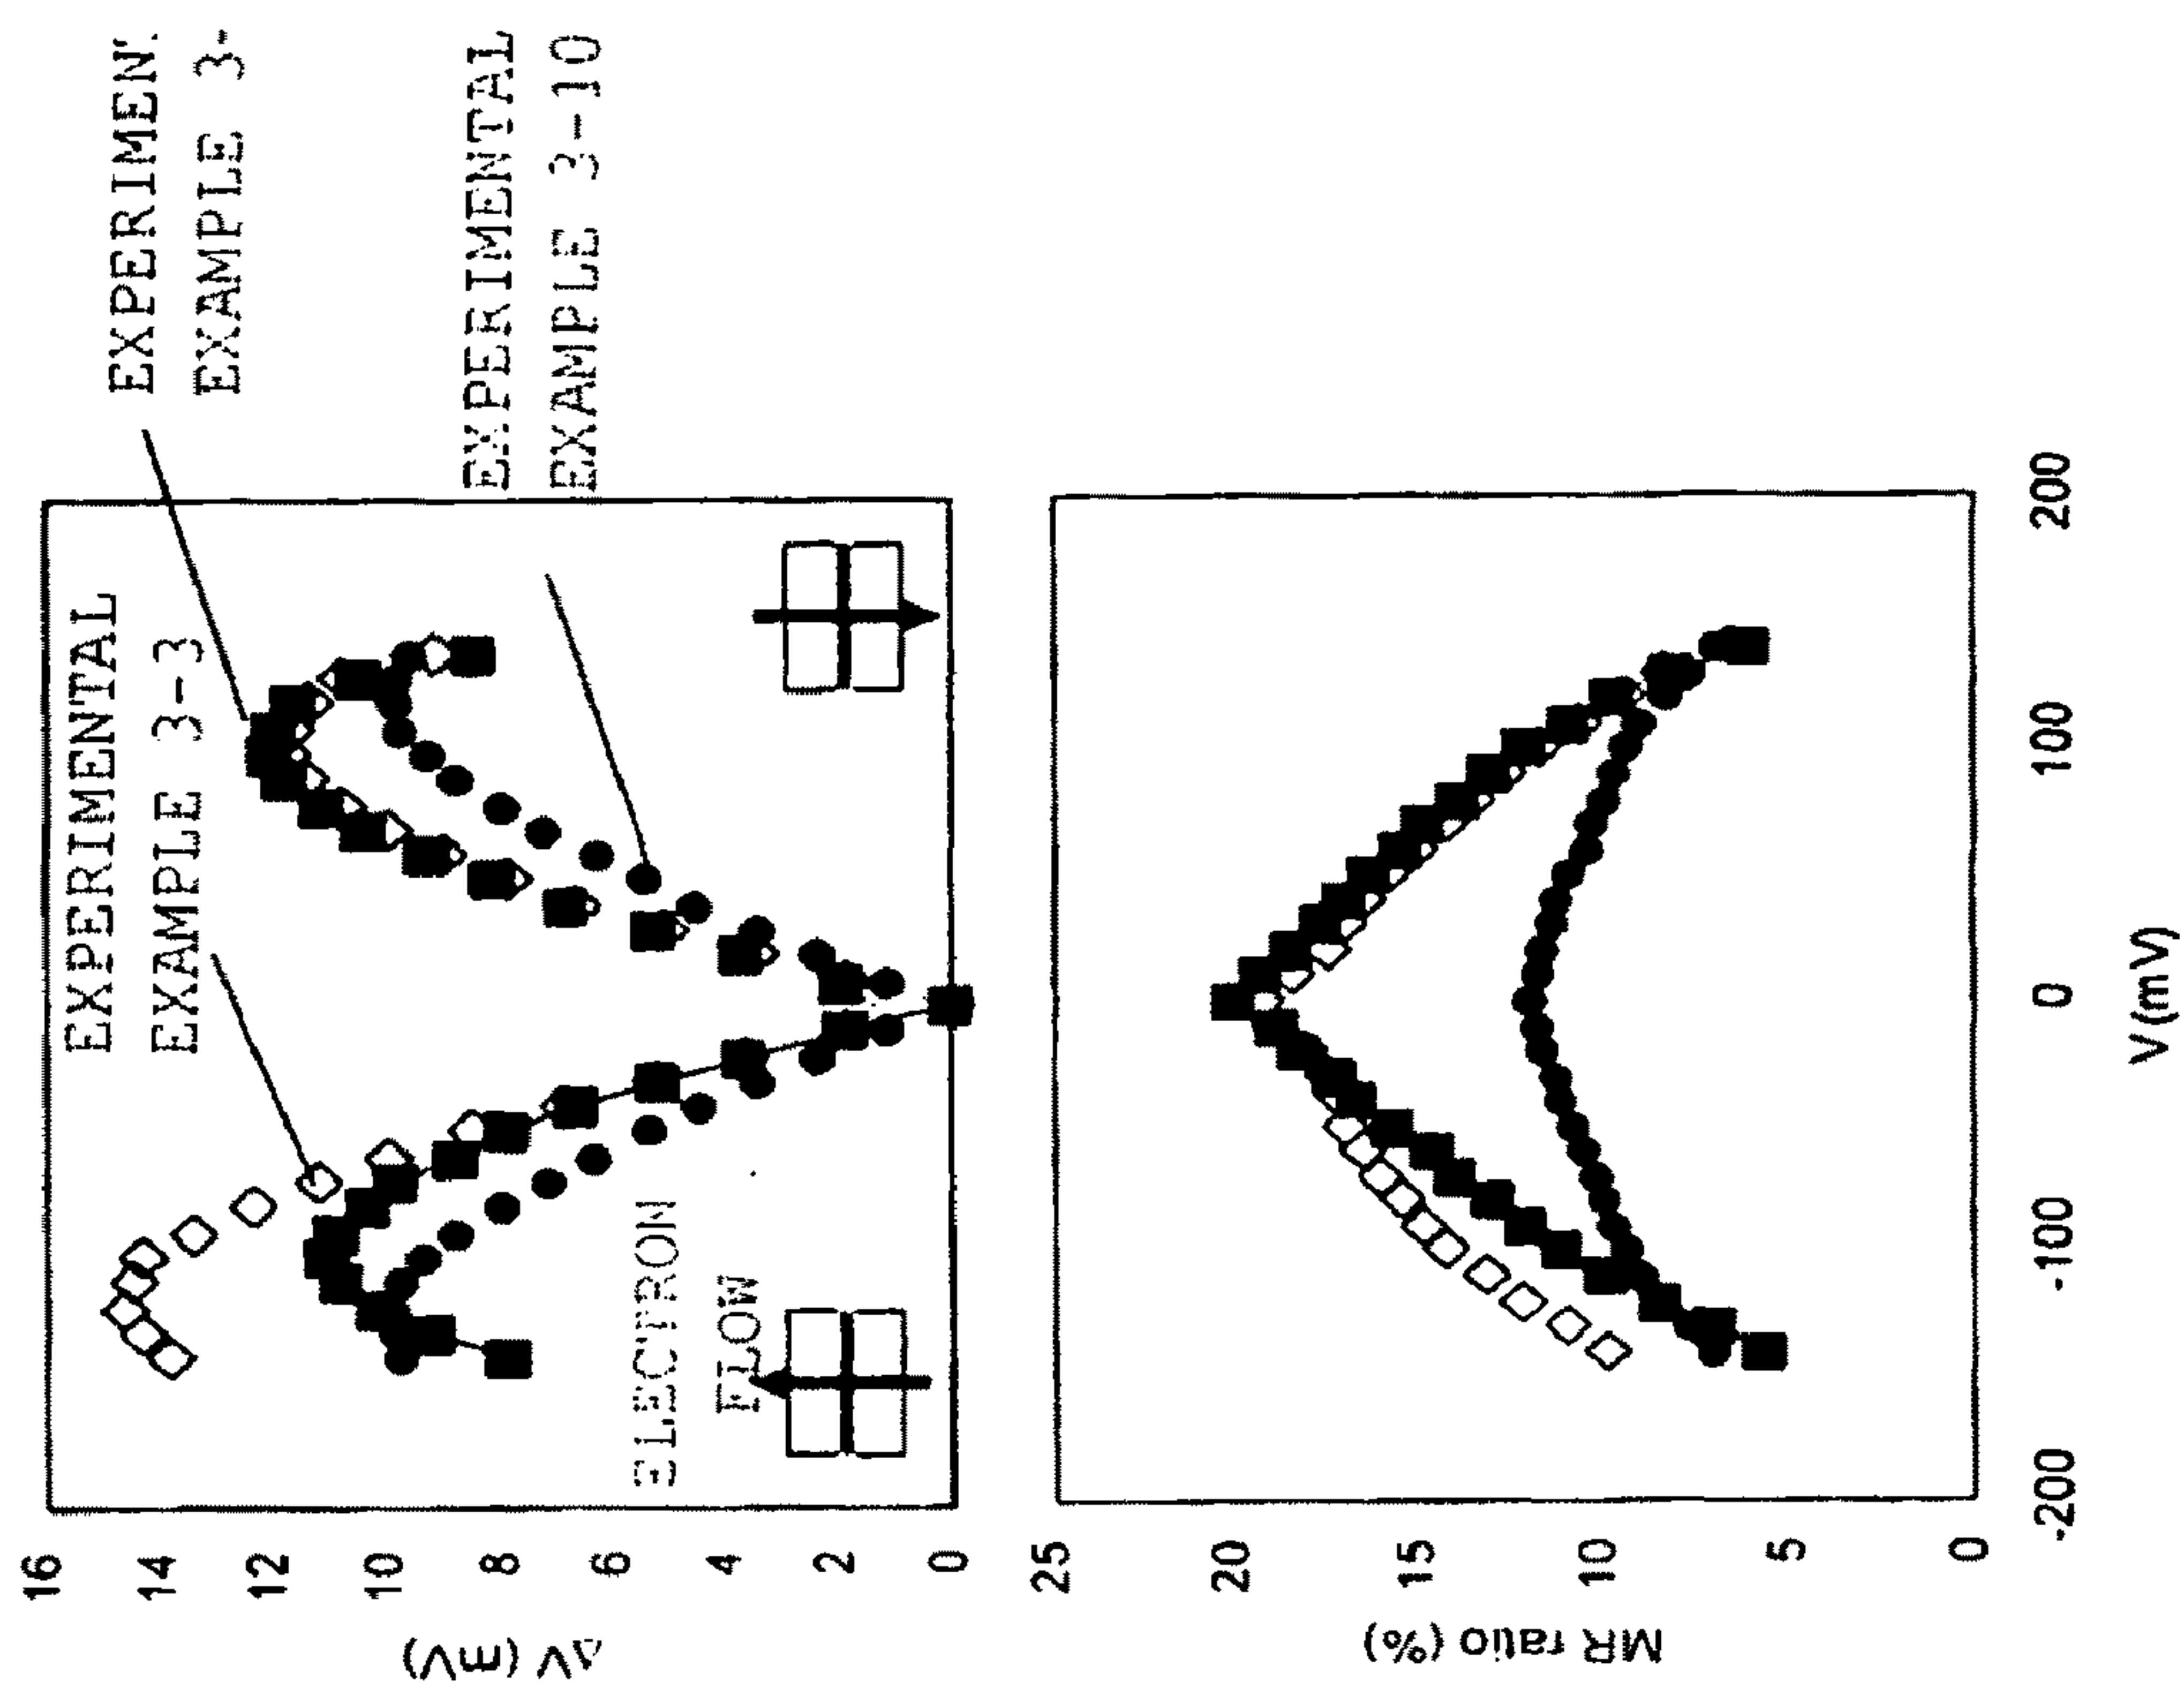 EXPERIMENTAL
EXAMPLE 3-3
EXPERIMEN
EXAMPLE 3-
EXPERIMENTAL
EXAMPLE 3-10
ELECTRON
FLOW
16
14
12
10
8
6
4
2
0
ΔV (mV)
25
20
15
10
5
0
MR ratio (%)
-200
-100
0
100
200
V (mV)